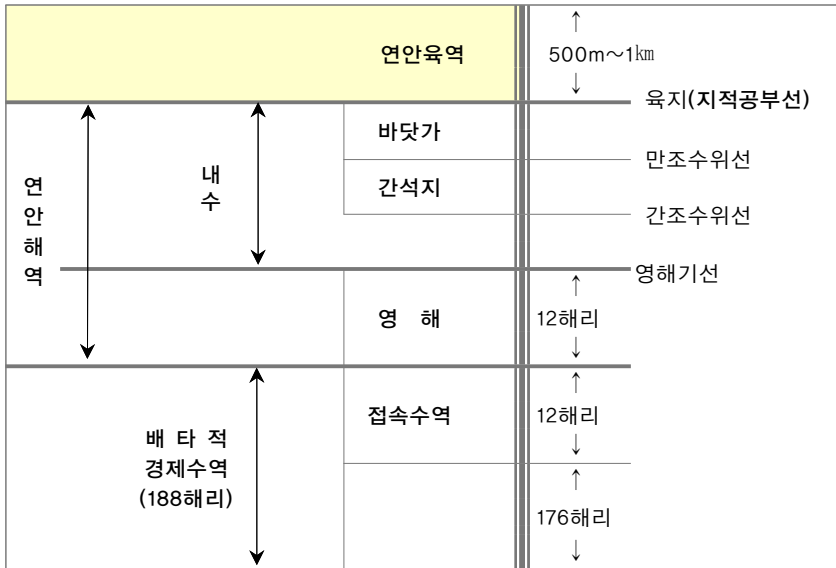 연안육역
500m～1㎞
육지(지적공부선)
바닷가
만조수위선
내
수
간석지
연
안
해
역
간조수위선
영해기선
영 해
12해리
접속수역
12해리
배 타 적
경제수역
(188해리)
176해리